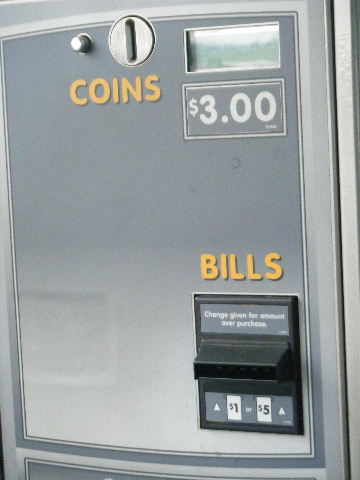 COINS
$3.00
BILLS
Change given for amount
over purchase.
$1 or $5